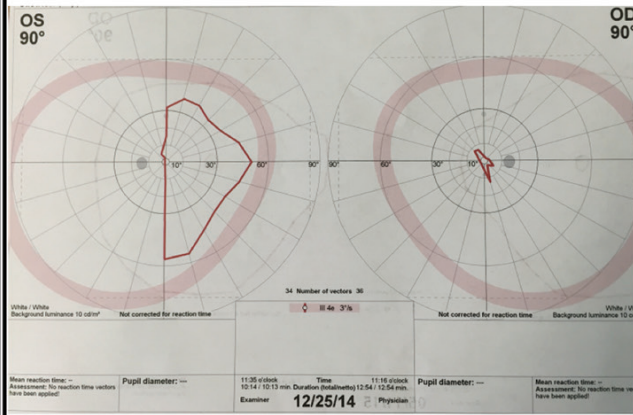 OS
90°
OD
90°
10°
30°
60°
90°
90°
60°
30°
10°
34 Number of vectors 36
III 4e 3°/s
White / White
Background luminance 10 cd/m²
Not corrected for reaction time
Not corrected for reaction time
White / W
Background luminance 10 c
Mean reaction time: --
Assessment: No reaction time vectors
have been applied!
Pupil diameter: ---
11:35 o'clock Time 11:16 o'clock
10:14 / 10:13 min. Duration (total/netto) 12:54 / 12:54 min.
Examiner 12/25/14 Physician
Pupil diameter: ---
Mean reaction time: --
Assessment: No reaction time
have been applied!